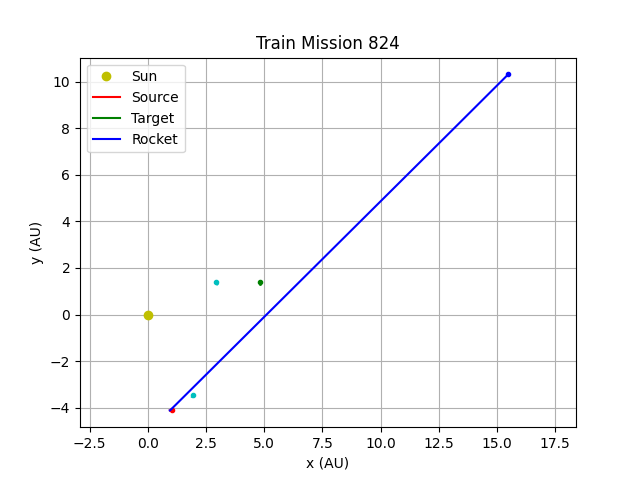 Train Mission 824
Sun
Source
Target
Rocket
10
8
6
4
2
0
−2
−4
y (AU)
−2.5 0.0 2.5 5.0 7.5 10.0 12.5 15.0 17.5
x (AU)